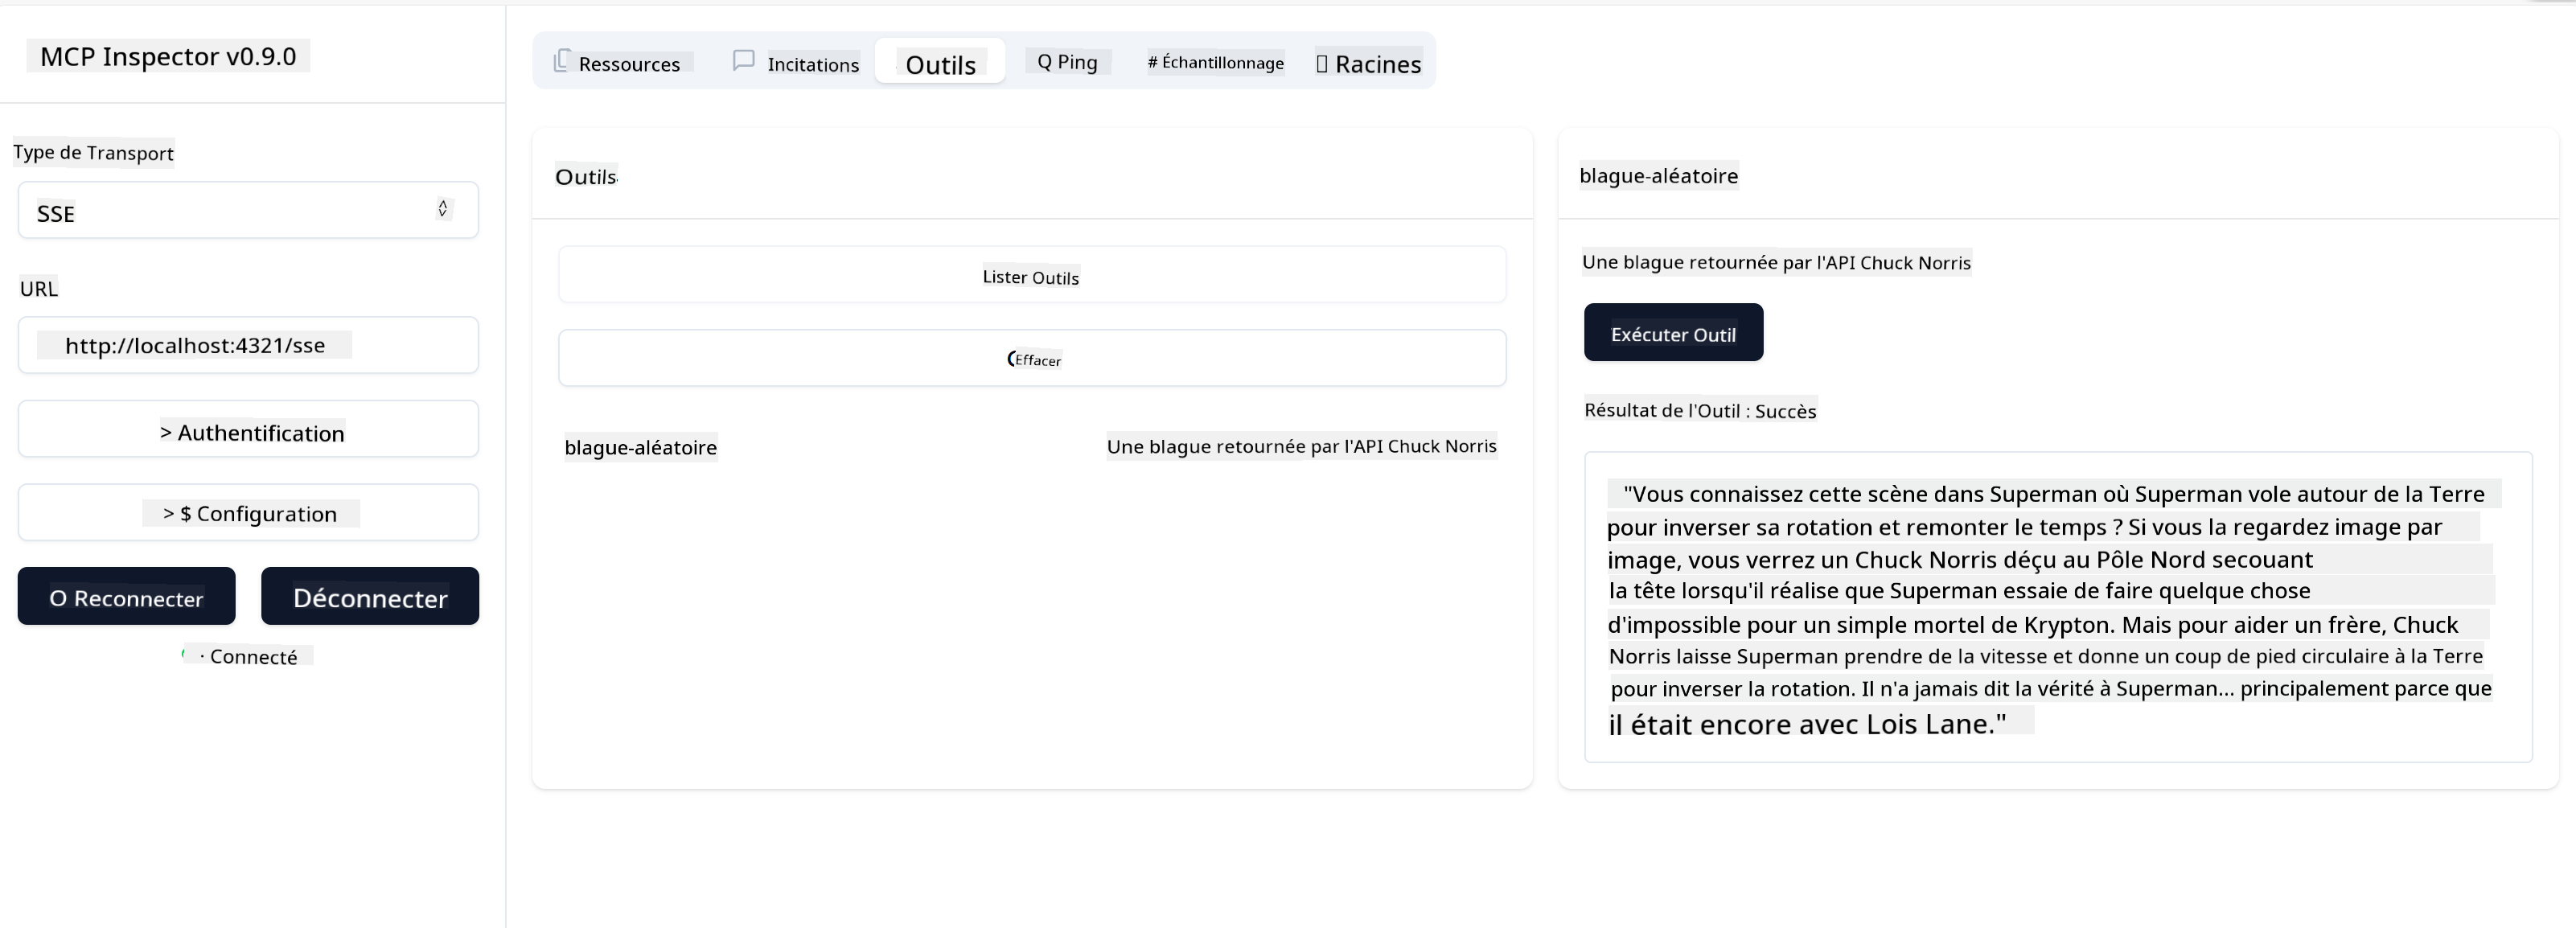 MCP Inspector v0.9.0
Type de Transport
SSE
URL
http://localhost:4321/sse
> Authentification
> $ Configuration
O Reconnecter
Déconnecter
· Connecté
Ressources
Incitations
Outils
Q Ping
# Échantillonnage
Racines
Outils
Lister Outils
Effacer
blague-aléatoire
Une blague retournée par l'API Chuck Norris
blague-aléatoire
Une blague retournée par l'API Chuck Norris
Exécuter Outil
Résultat de l'Outil : Succès
"Vous connaissez cette scène dans Superman où Superman vole autour de la Terre
pour inverser sa rotation et remonter le temps ? Si vous la regardez image par
image, vous verrez un Chuck Norris déçu au Pôle Nord secouant
la tête lorsqu'il réalise que Superman essaie de faire quelque chose
d'impossible pour un simple mortel de Krypton. Mais pour aider un frère, Chuck
Norris laisse Superman prendre de la vitesse et donne un coup de pied circulaire à la Terre
pour inverser la rotation. Il n'a jamais dit la vérité à Superman... principalement parce que
il était encore avec Lois Lane."